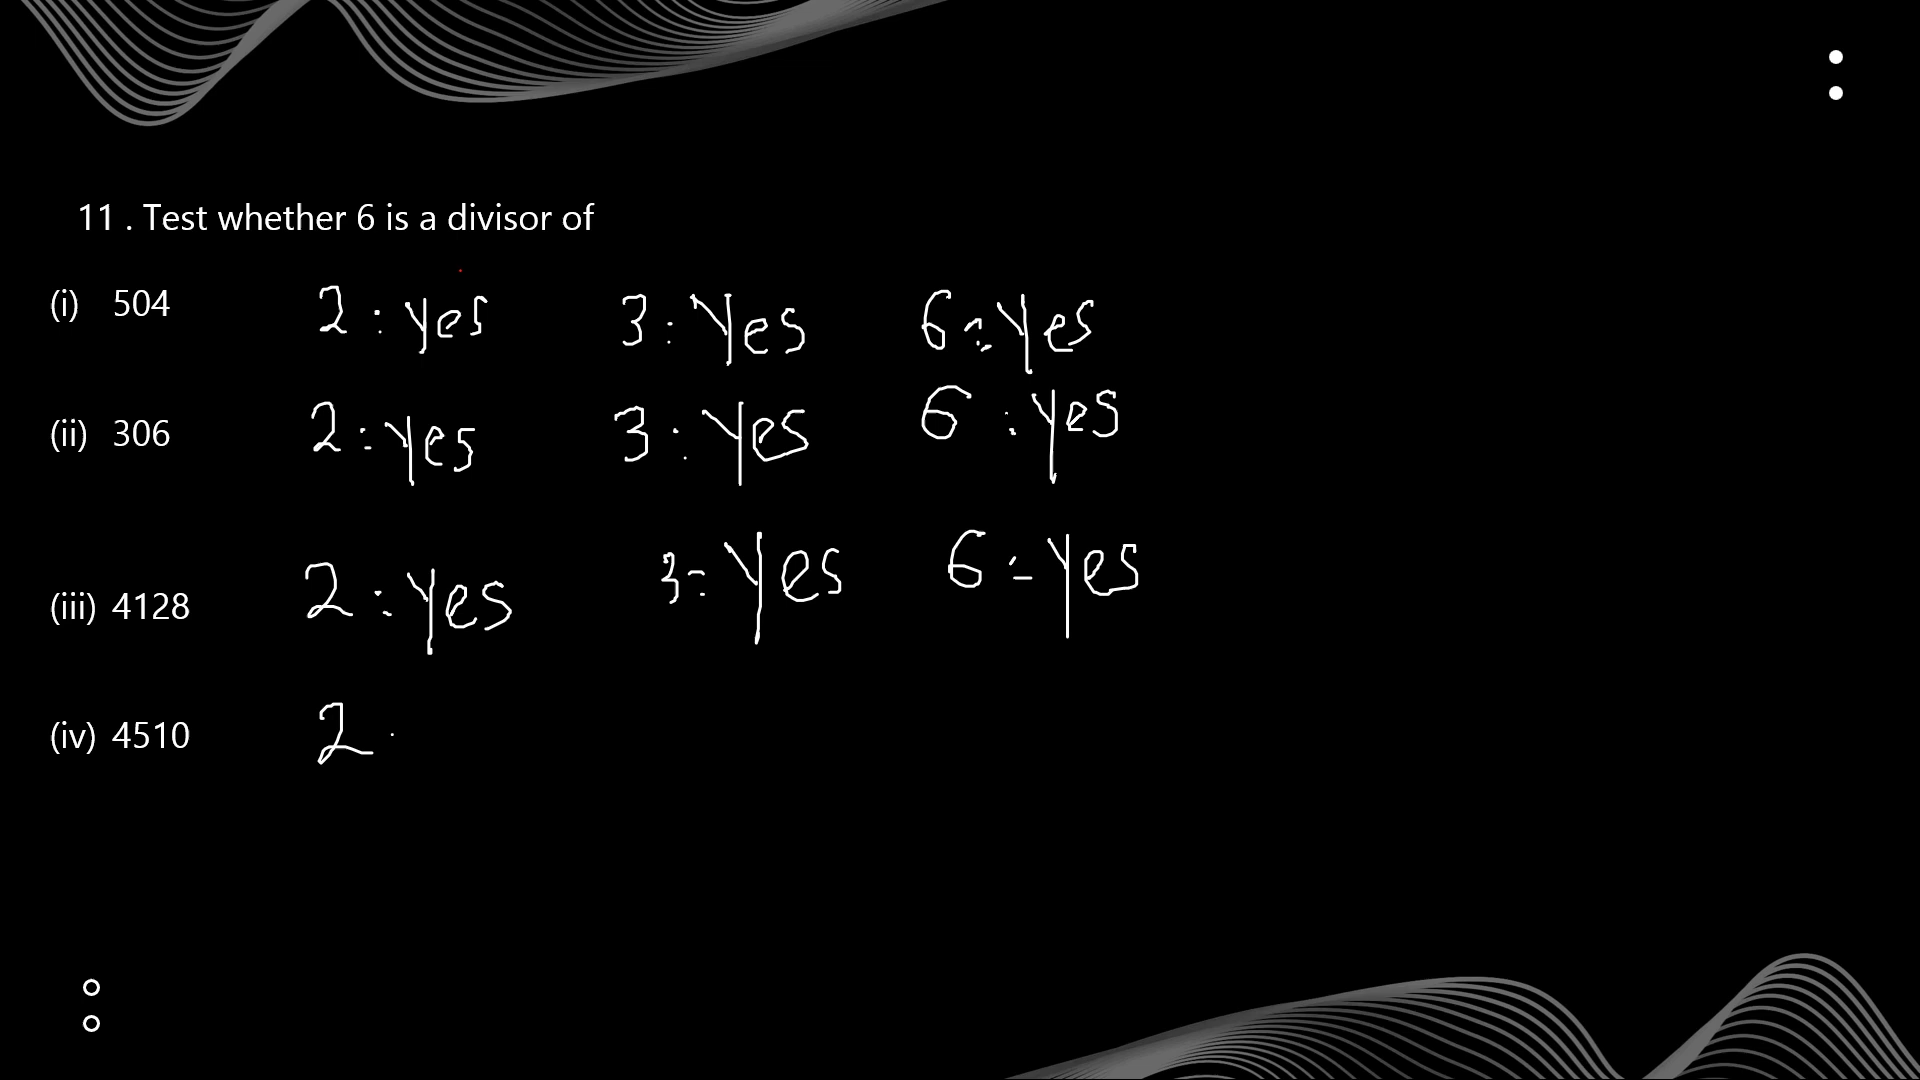 11 . Test whether 6 is a divisor of
(i) 504 2 : yes 3 : Yes 6 : Yes
(ii) 306 2 : Yes 3 : Yes 6 : Yes
(iii) 4128 2 : Yes 3 : Yes 6 : Yes
(iv) 4510 2 .